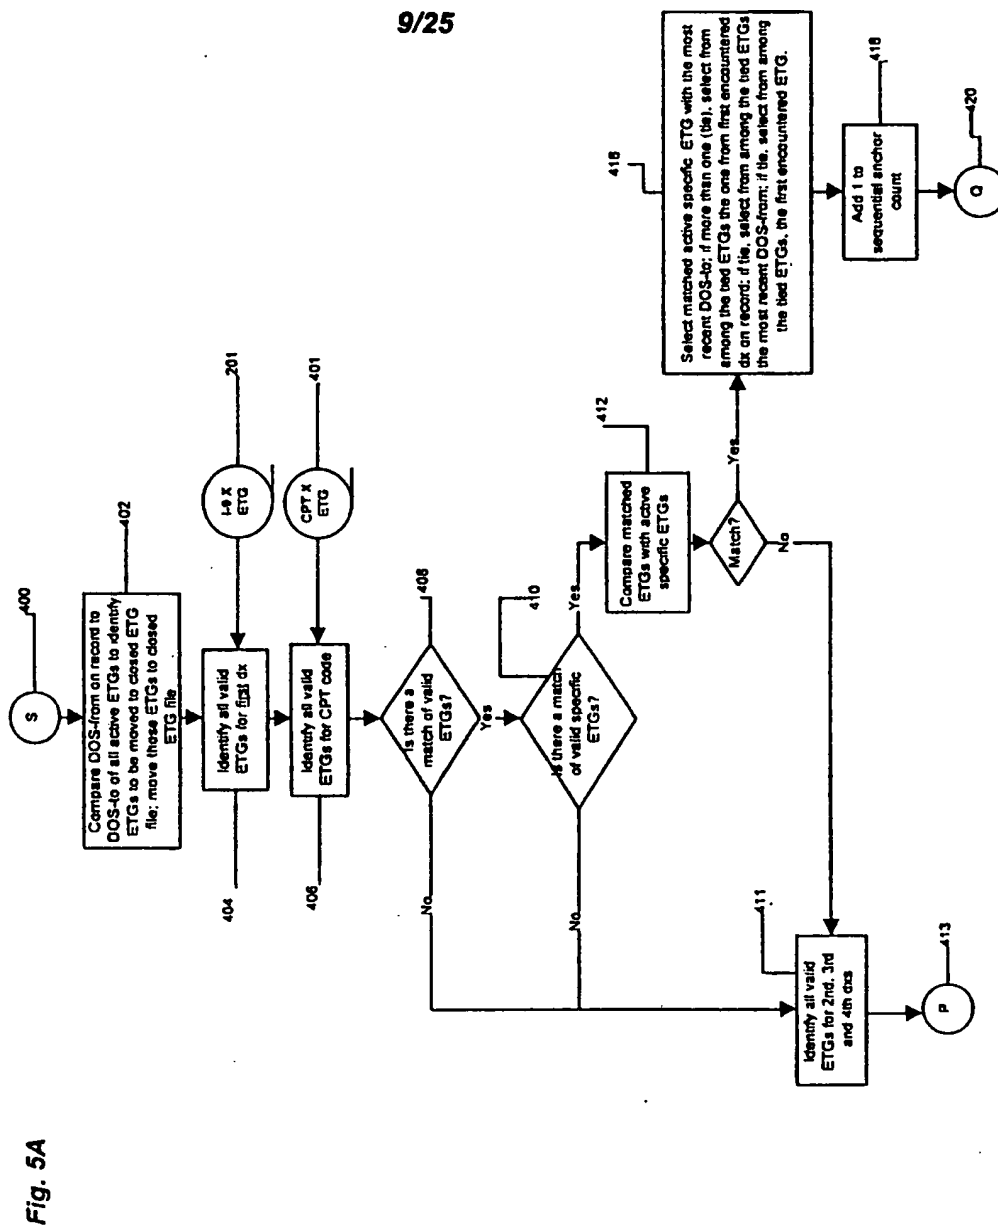 9/25
Fig. 5A
S
400
Compare DOS-from on record to
DOS-to of all active ETGs to identify
ETGs to be moved to closed ETG
file; move those ETGs to closed
ETG file
402
I-9 X
ETG
201
Identify all valid
ETGs for first dx
404
CPT X
ETG
401
Identify all valid
ETGs for CPT code
406
Is there a
match of valid
ETGs?
408
No
Yes
Is there a match
of valid specific
ETGs?
410
No
Yes
Compare matched
ETGs with active
specific ETGs
412
Match?
Yes
No
Select matched active specific ETG with the most
recent DOS-to; if more than one (tie), select from
among the tied ETGs the one from first encountered
dx on record; if tie, select from among the tied ETGs
the most recent DOS-from; if tie, select from among
the tied ETGs, the first encountered ETG.
416
Add 1 to
sequential anchor
count
418
Q
420
Identify all valid
ETGs for 2nd, 3rd
and 4th dxs
411
P
413